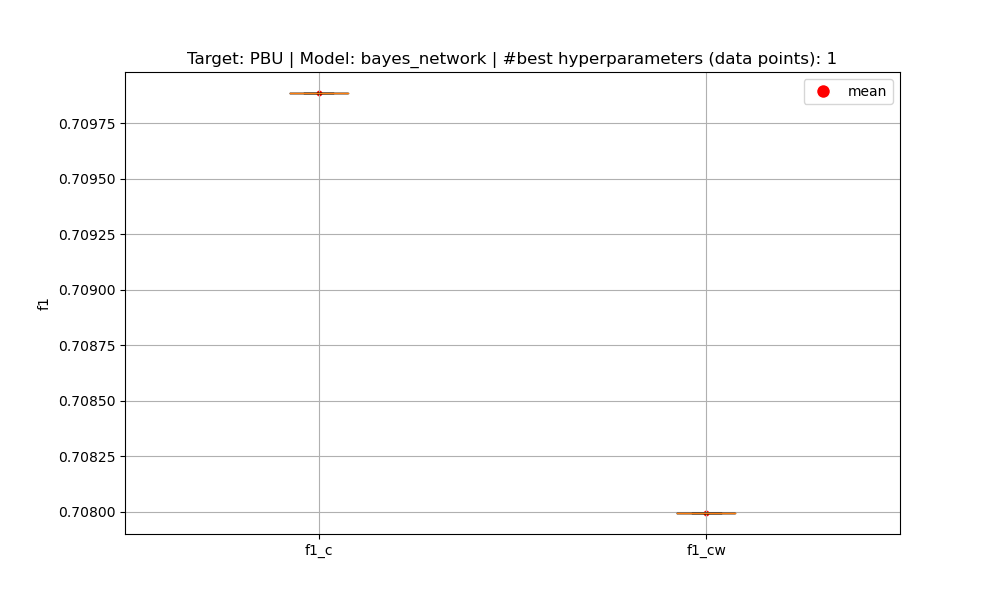 Target: PBU | Model: bayes_network | #best hyperparameters (data points): 1
mean
0.70975
0.70950
0.70925
0.70900
0.70875
0.70850
0.70825
0.70800
f1
f1_c
f1_cw